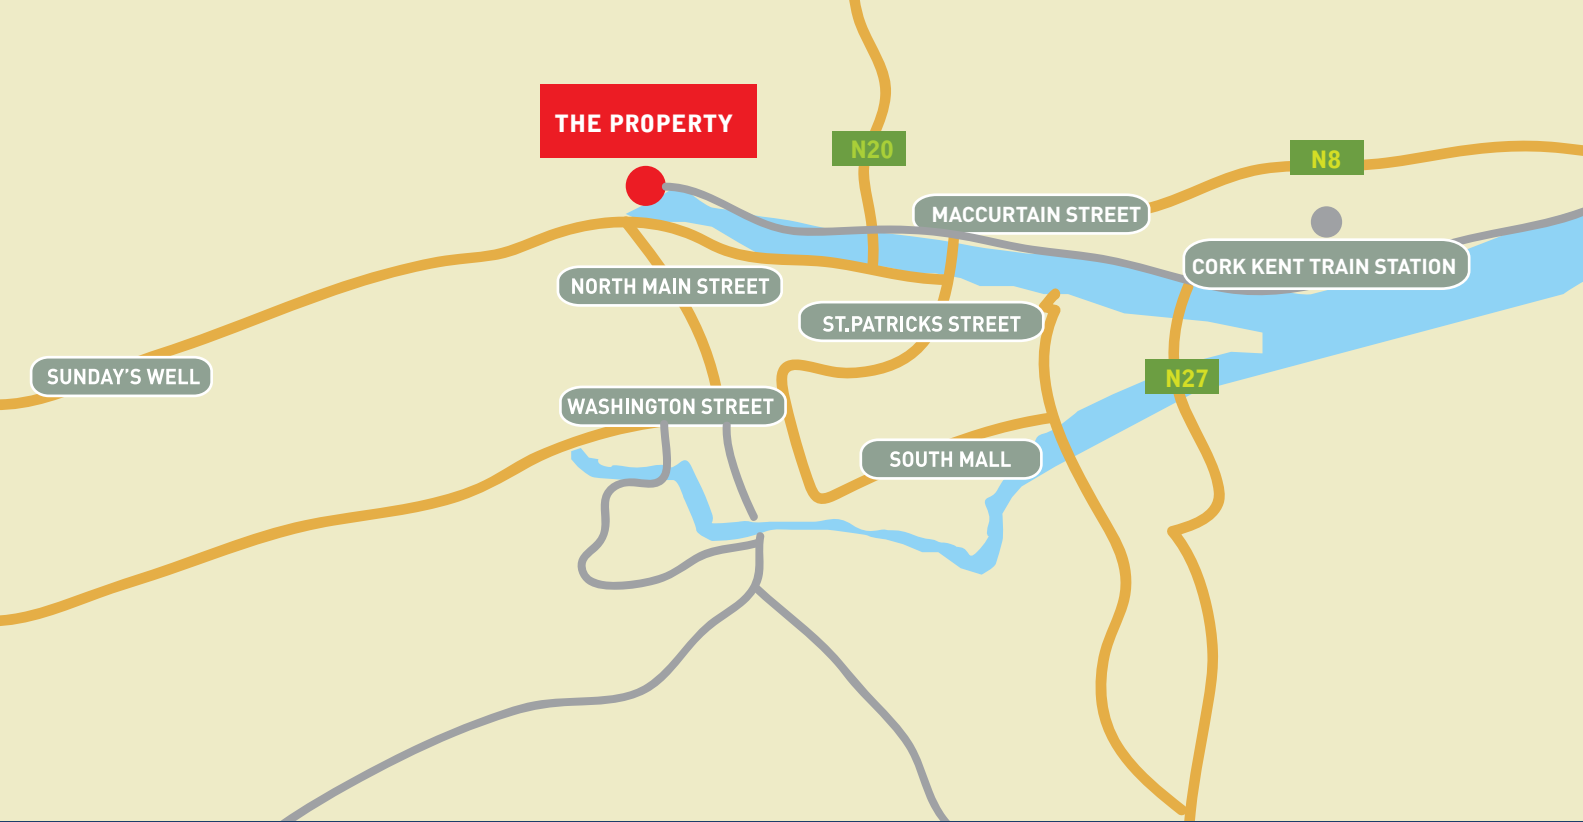 THE PROPERTY
N20
N8
MACCURTAIN STREET
CORK KENT TRAIN STATION
NORTH MAIN STREET
ST.PATRICKS STREET
SUNDAY'S WELL
N27
WASHINGTON STREET
SOUTH MALL